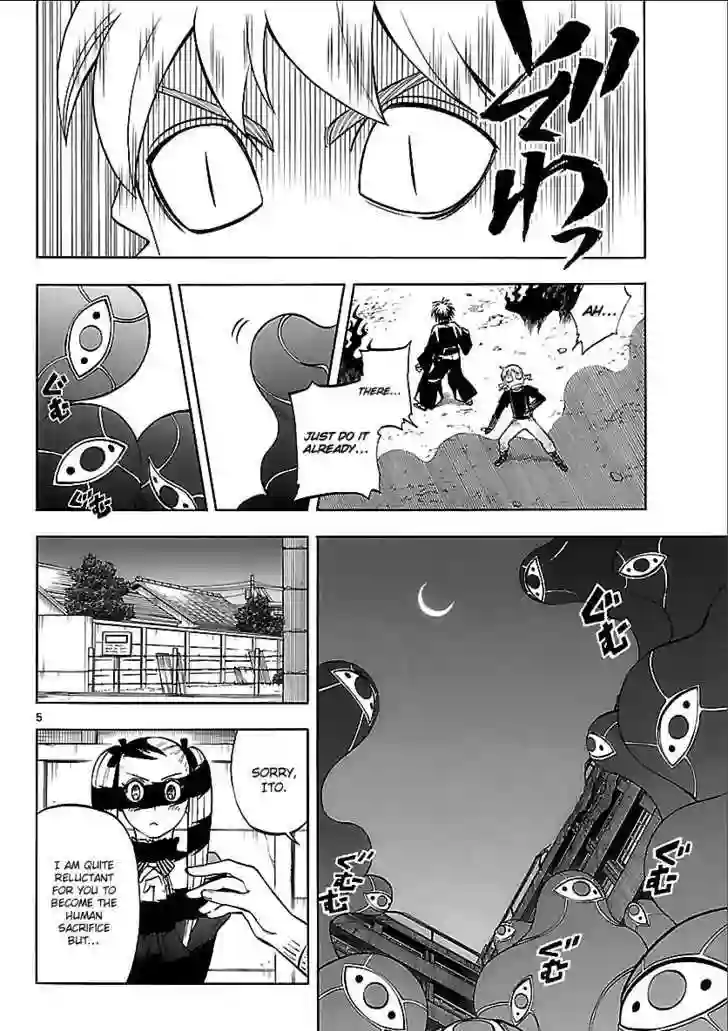 ぞわっ
AH...
THERE...
JUST DO IT
ALREADY...
ぐむ
ぐむ
ぐむ
ぐむ
ぐむ
ぐむ
5
SORRY,
ITO.
I AM QUITE
RELUCTANT
FOR YOU TO
BECOME THE
HUMAN
SACRIFICE
BUT...